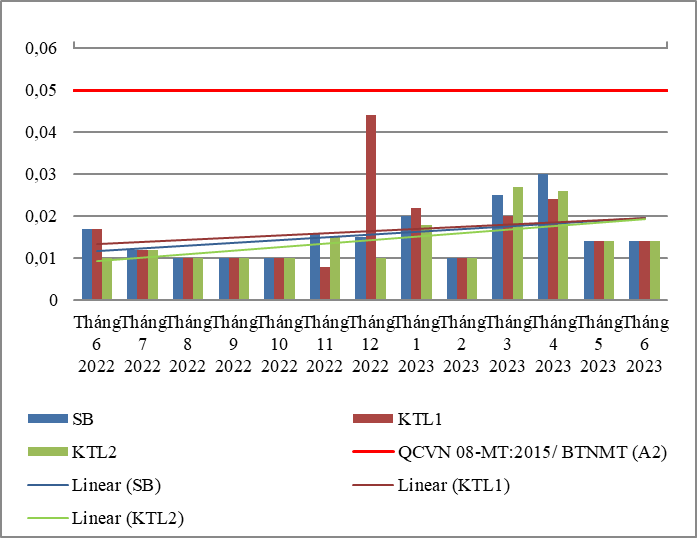 0,06
0,05
0,04
0,03
0,02
0,01
0
Tháng Tháng Tháng Tháng Tháng Tháng Tháng Tháng Tháng Tháng Tháng Tháng Tháng
6 7 8 9 10 11 12 1 2 3 4 5 6
2022 2022 2022 2022 2022 2022 2022 2023 2023 2023 2023 2023 2023
SB KTL1
KTL2 QCVN 08-MT:2015/ BTNMT (A2)
Linear (SB) Linear (KTL1)
Linear (KTL2)